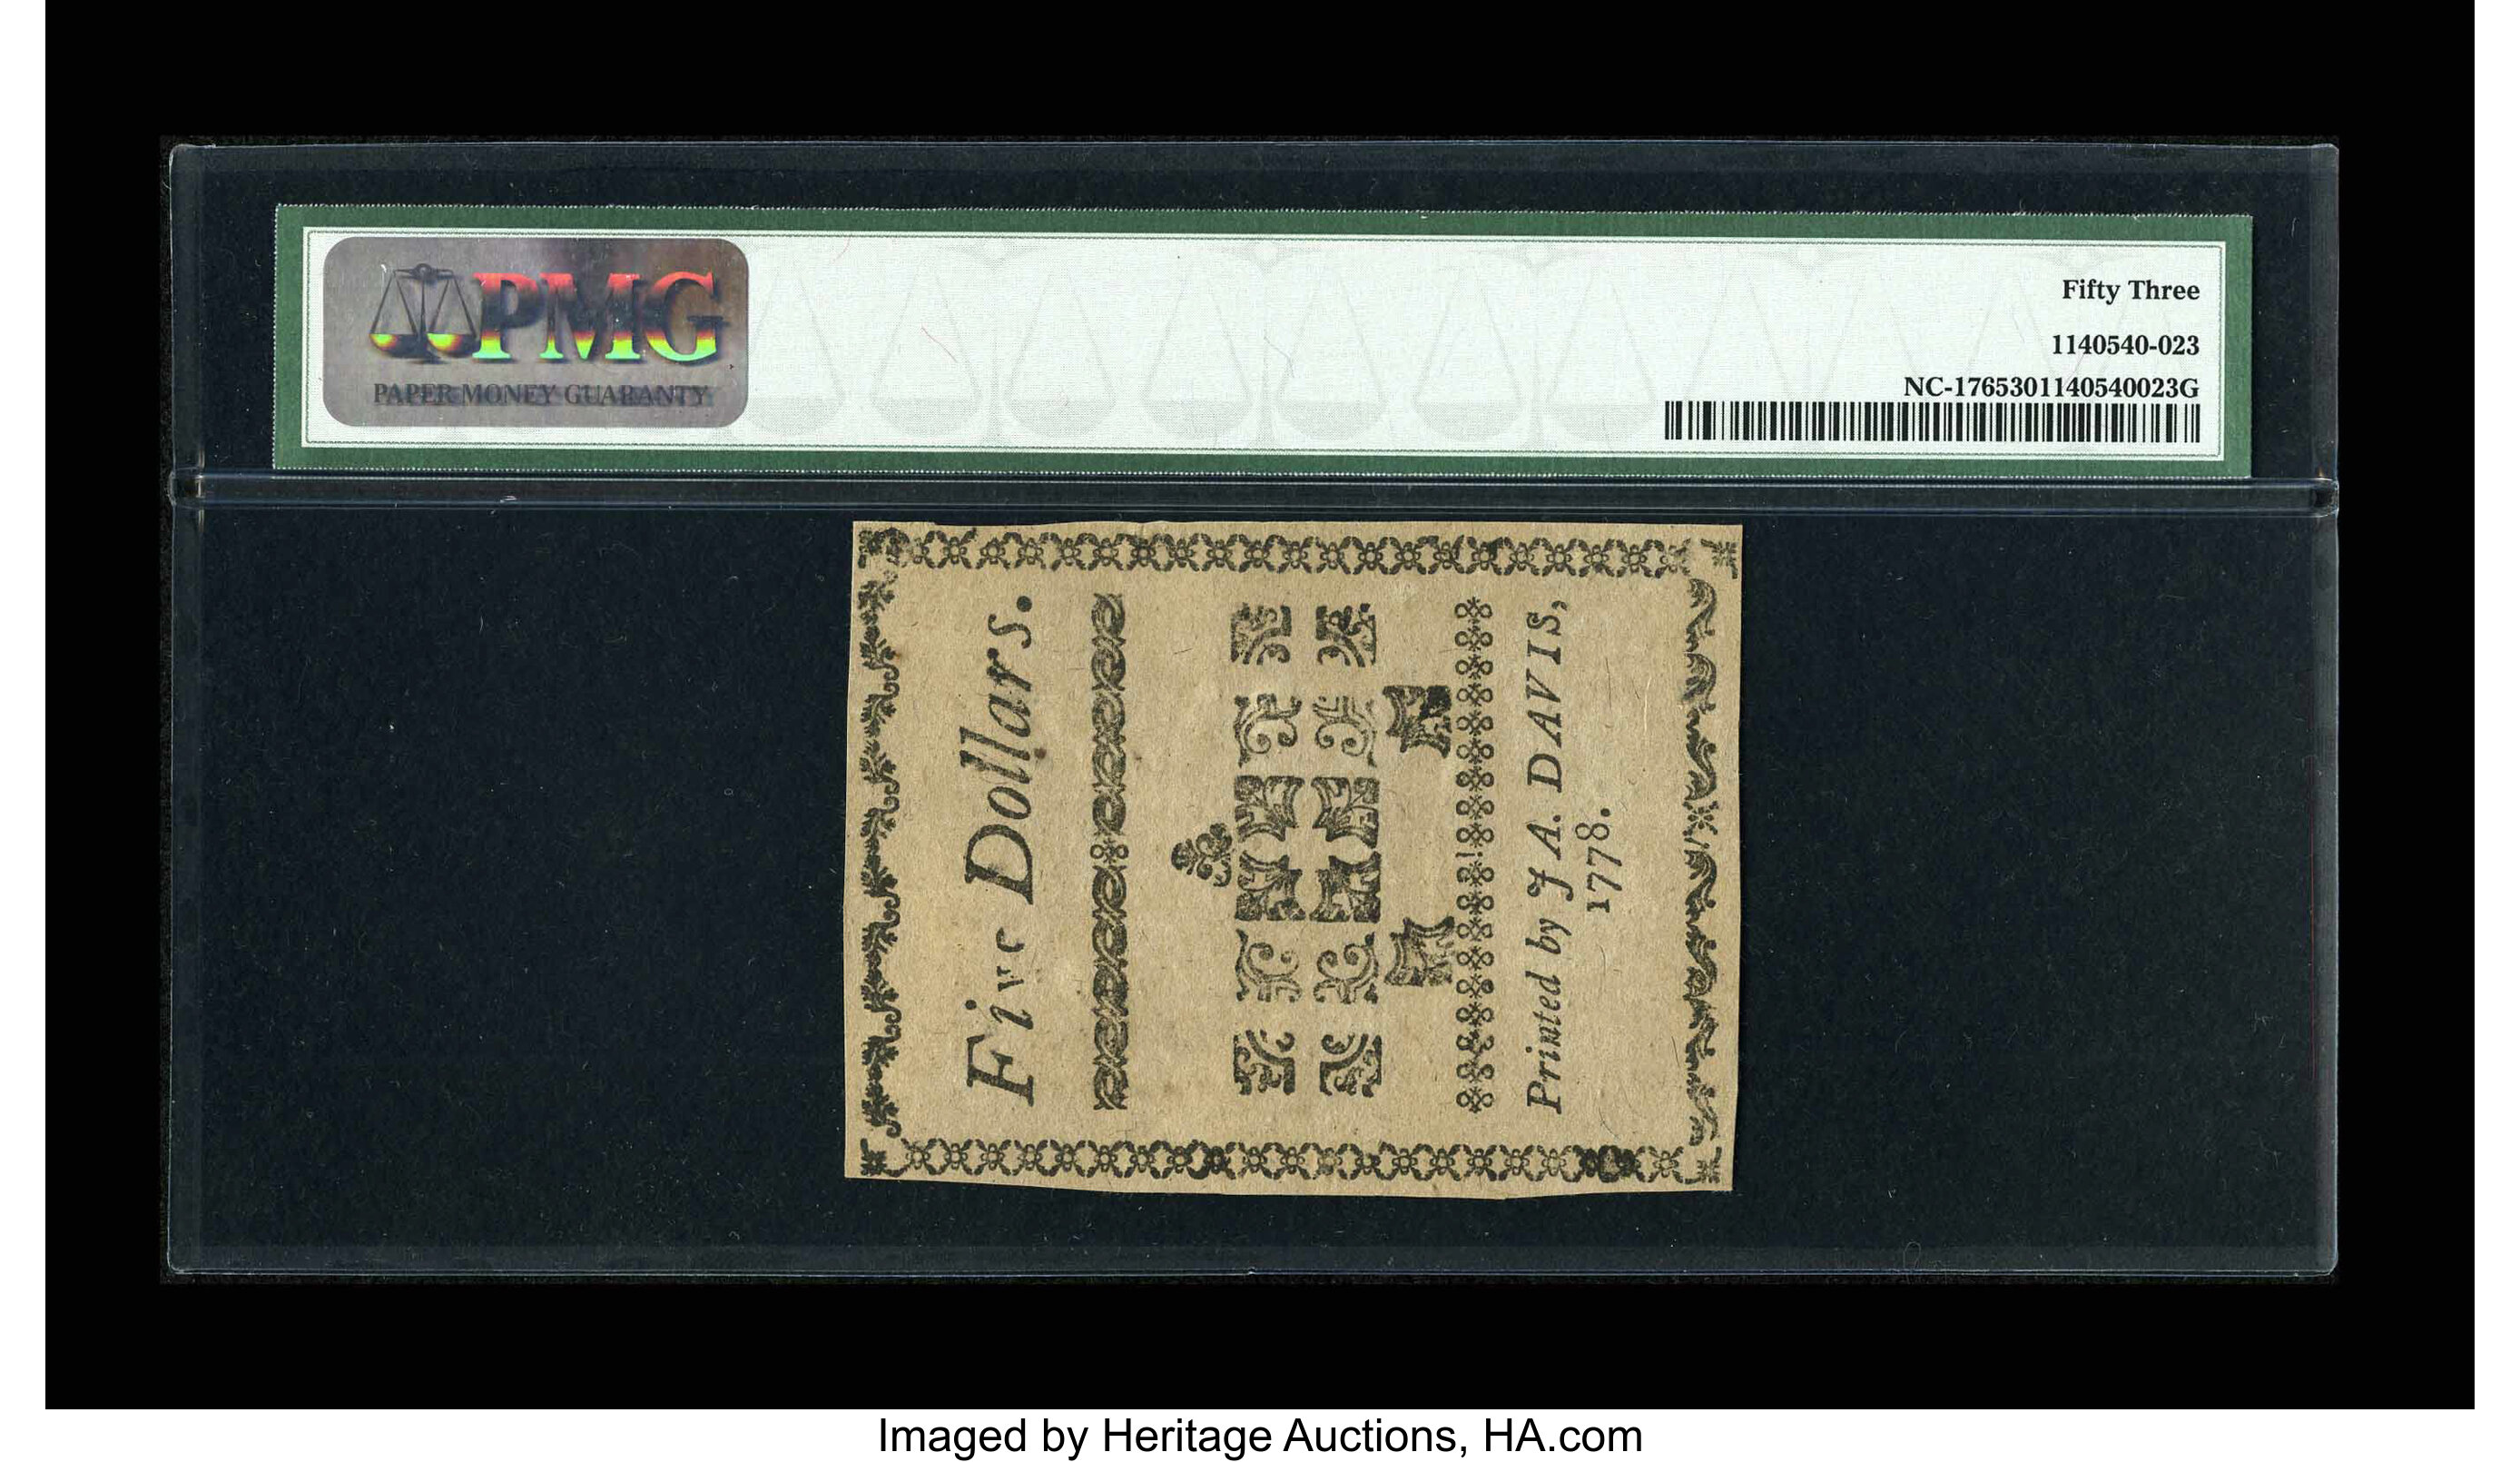 PMG
PAPER MONEY GUARANTY
Fifty Three
1140540-023
NC-1765301140540023G
Five Dollars.
Printed by J A. DAVIS,
1778.
Imaged by Heritage Auctions, HA.com